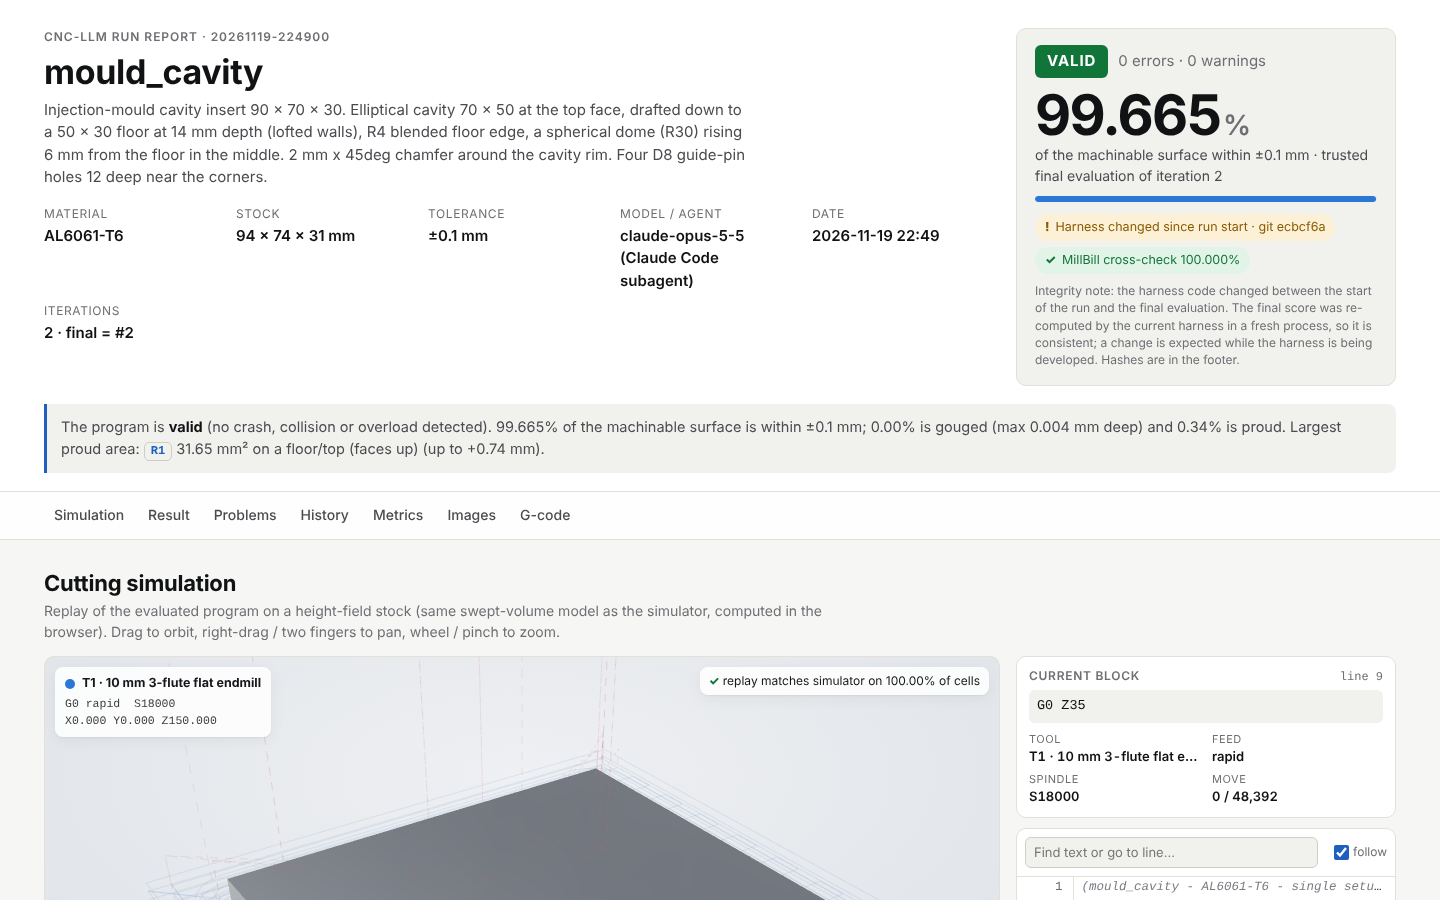 CNC-LLM RUN REPORT · 20261119-224900
mould_cavity
Injection-mould cavity insert 90 × 70 × 30. Elliptical cavity 70 × 50 at the top face, drafted down to
a 50 × 30 floor at 14 mm depth (lofted walls), R4 blended floor edge, a spherical dome (R30) rising
6 mm from the floor in the middle. 2 mm x 45deg chamfer around the cavity rim. Four D8 guide-pin
holes 12 deep near the corners.
MATERIAL
AL6061-T6
STOCK
94 × 74 × 31 mm
TOLERANCE
±0.1 mm
MODEL / AGENT
claude-opus-5-5
(Claude Code
subagent)
DATE
2026-11-19 22:49
ITERATIONS
2 · final = #2
VALID 0 errors · 0 warnings
99.665%
of the machinable surface within ±0.1 mm · trusted
final evaluation of iteration 2
! Harness changed since run start · git ecbcf6a
✓ MillBill cross-check 100.000%
Integrity note: the harness code changed between the start
of the run and the final evaluation. The final score was re-
computed by the current harness in a fresh process, so it is
consistent; a change is expected while the harness is being
developed. Hashes are in the footer.
The program is valid (no crash, collision or overload detected). 99.665% of the machinable surface is within ±0.1 mm; 0.00% is gouged (max 0.004 mm deep) and 0.34% is proud. Largest
proud area: R1 31.65 mm² on a floor/top (faces up) (up to +0.74 mm).
Simulation Result Problems History Metrics Images G-code
Cutting simulation
Replay of the evaluated program on a height-field stock (same swept-volume model as the simulator, computed in the
browser). Drag to orbit, right-drag / two fingers to pan, wheel / pinch to zoom.
T1 · 10 mm 3-flute flat endmill
G0 rapid S18000
X0.000 Y0.000 Z150.000
✓ replay matches simulator on 100.00% of cells
CURRENT BLOCK line 9
G0 Z35
TOOL
T1 · 10 mm 3-flute flat e...
FEED
rapid
SPINDLE
S18000
MOVE
0 / 48,392
Find text or go to line...
follow
1 (mould_cavity - AL6061-T6 - single setu…